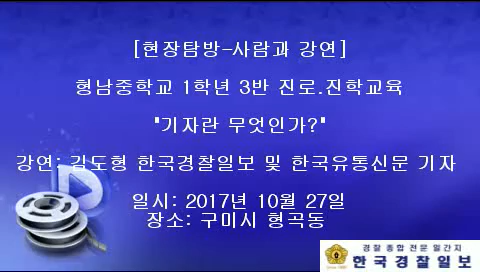 [현장탐방-사람과 강연]
형남중학교 1학년 3반 진로.진학교육
"기자란 무엇인가?"
강연: 김도형 한국경찰일보 및 한국유통신문 기자
일시: 2017년 10월 27일
장소: 구미시 형곡동
경찰 종합 전문 일간지
한국경찰일보